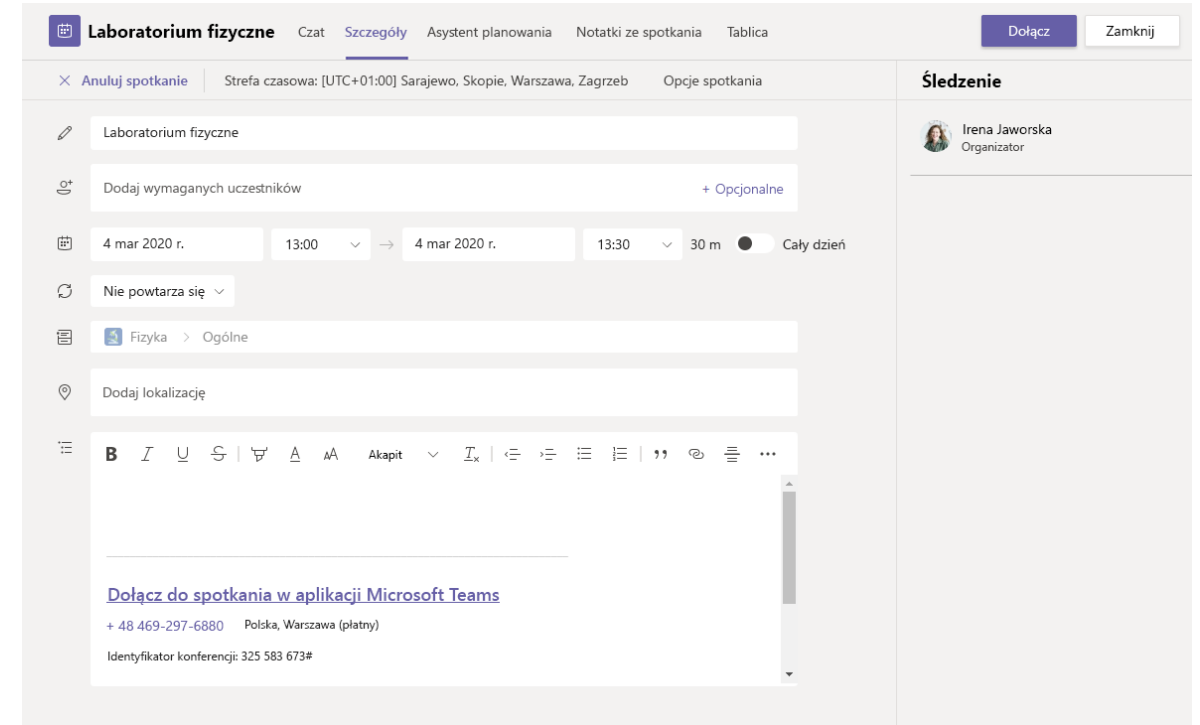 Laboratorium fizyczne Czat Szczegóły Asystent planowania Notatki ze spotkania Tablica Dołącz Zamknij
Anuluj spotkanie Strefa czasowa: [UTC+01:00] Sarajewo, Skopie, Warszawa, Zagrzeb Opcje spotkania
Śledzenie
Irena Jaworska
Organizator
Laboratorium fizyczne
Dodaj wymaganych uczestników + Opcjonalne
4 mar 2020 r. 13:00 → 4 mar 2020 r. 13:30 30 m Cały dzień
Nie powtarza się
Fizyka > Ogólne
Dodaj lokalizację
B I U S A AA Akapit Tx
Dołącz do spotkania w aplikacji Microsoft Teams
+ 48 469-297-6880 Polska, Warszawa (płatny)
Identyfikator konferencji: 325 583 673#